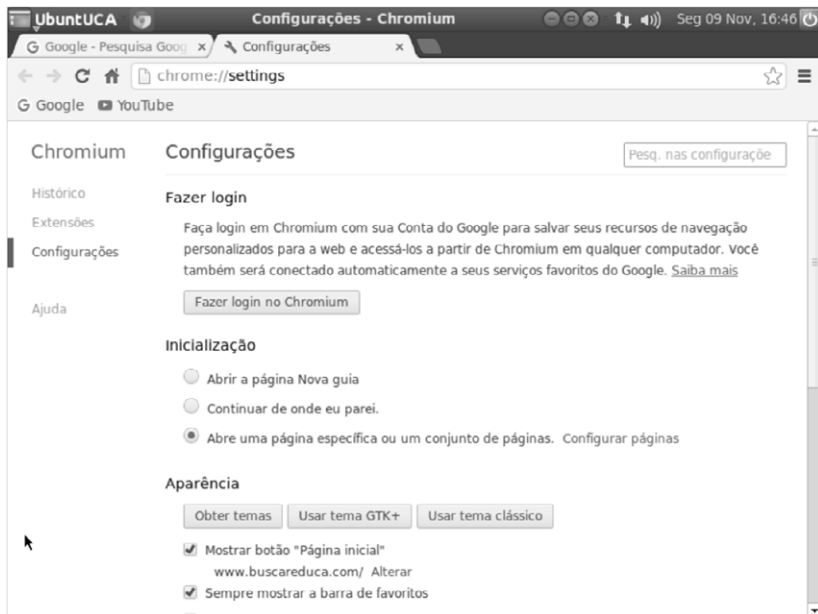 UbuntUCA Configurações - Chromium Seg 09 Nov, 16:46
Google - Pesquisa Goog x Configurações x
chrome://settings
Google YouTube
Chromium Configurações Pesq. nas configuraçõe
Histórico
Fazer login
Extensões
Faça login em Chromium com sua Conta do Google para salvar seus recursos de navegação
Configurações
personalizados para a web e acessá-los a partir de Chromium em qualquer computador. Você
também será conectado automaticamente a seus serviços favoritos do Google. Saiba mais
Ajuda
Fazer login no Chromium
Inicialização
Abrir a página Nova guia
Continuar de onde eu parei.
Abre uma página específica ou um conjunto de páginas. Configurar páginas
Aparência
Obter temas Usar tema GTK+ Usar tema clássico
Mostrar botão "Página inicial"
www.buscareduca.com/ Alterar
Sempre mostrar a barra de favoritos